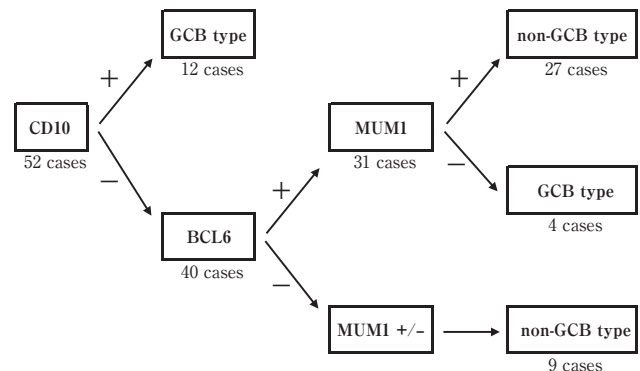 GCB type
12 cases
+
CD10
52 cases
−
BCL6
40 cases
+
MUM1
31 cases
+
non-GCB type
27 cases
−
GCB type
4 cases
−
MUM1 +/−
non-GCB type
9 cases